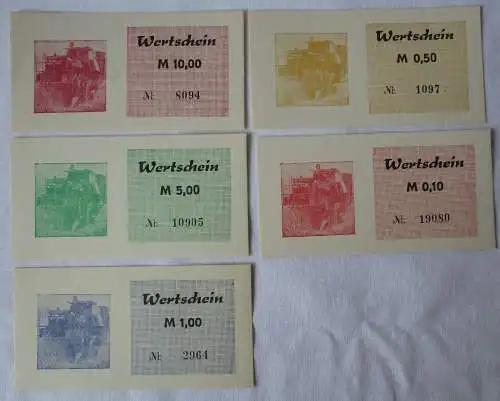 Wertschein
M 10,00
№ 8094
Wertschein
M 0,50
№ 1097
Wertschein
M 5,00
№ 10905
Wertschein
M 0,10
№ 19080
Wertschein
M 1,00
№ 2964